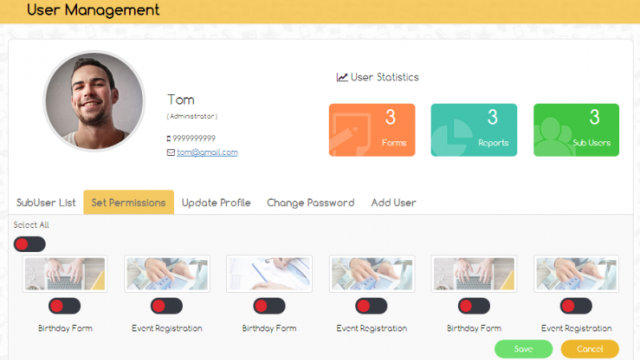 User Management
Tom
( Administrator )
9999999999
tom@gmail.com
User Statistics
3
Forms
3
Reports
3
Sub Users
SubUser List Set Permissions Update Profile Change Password Add User
Select All
Birthday Form Event Registration Birthday Form Event Registration Birthday Form Event Registration
Save Cancel